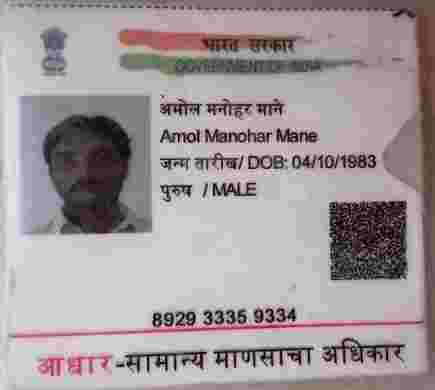 भारत सरकार
GOVERNMENT OF INDIA
अमोल मनोहर माने
Amol Manohar Mane
जन्म तारीख/ DOB: 04/10/1983
पुरुष / MALE
8929 3335 9334
आधार-सामान्य माणसाचा अधिकार